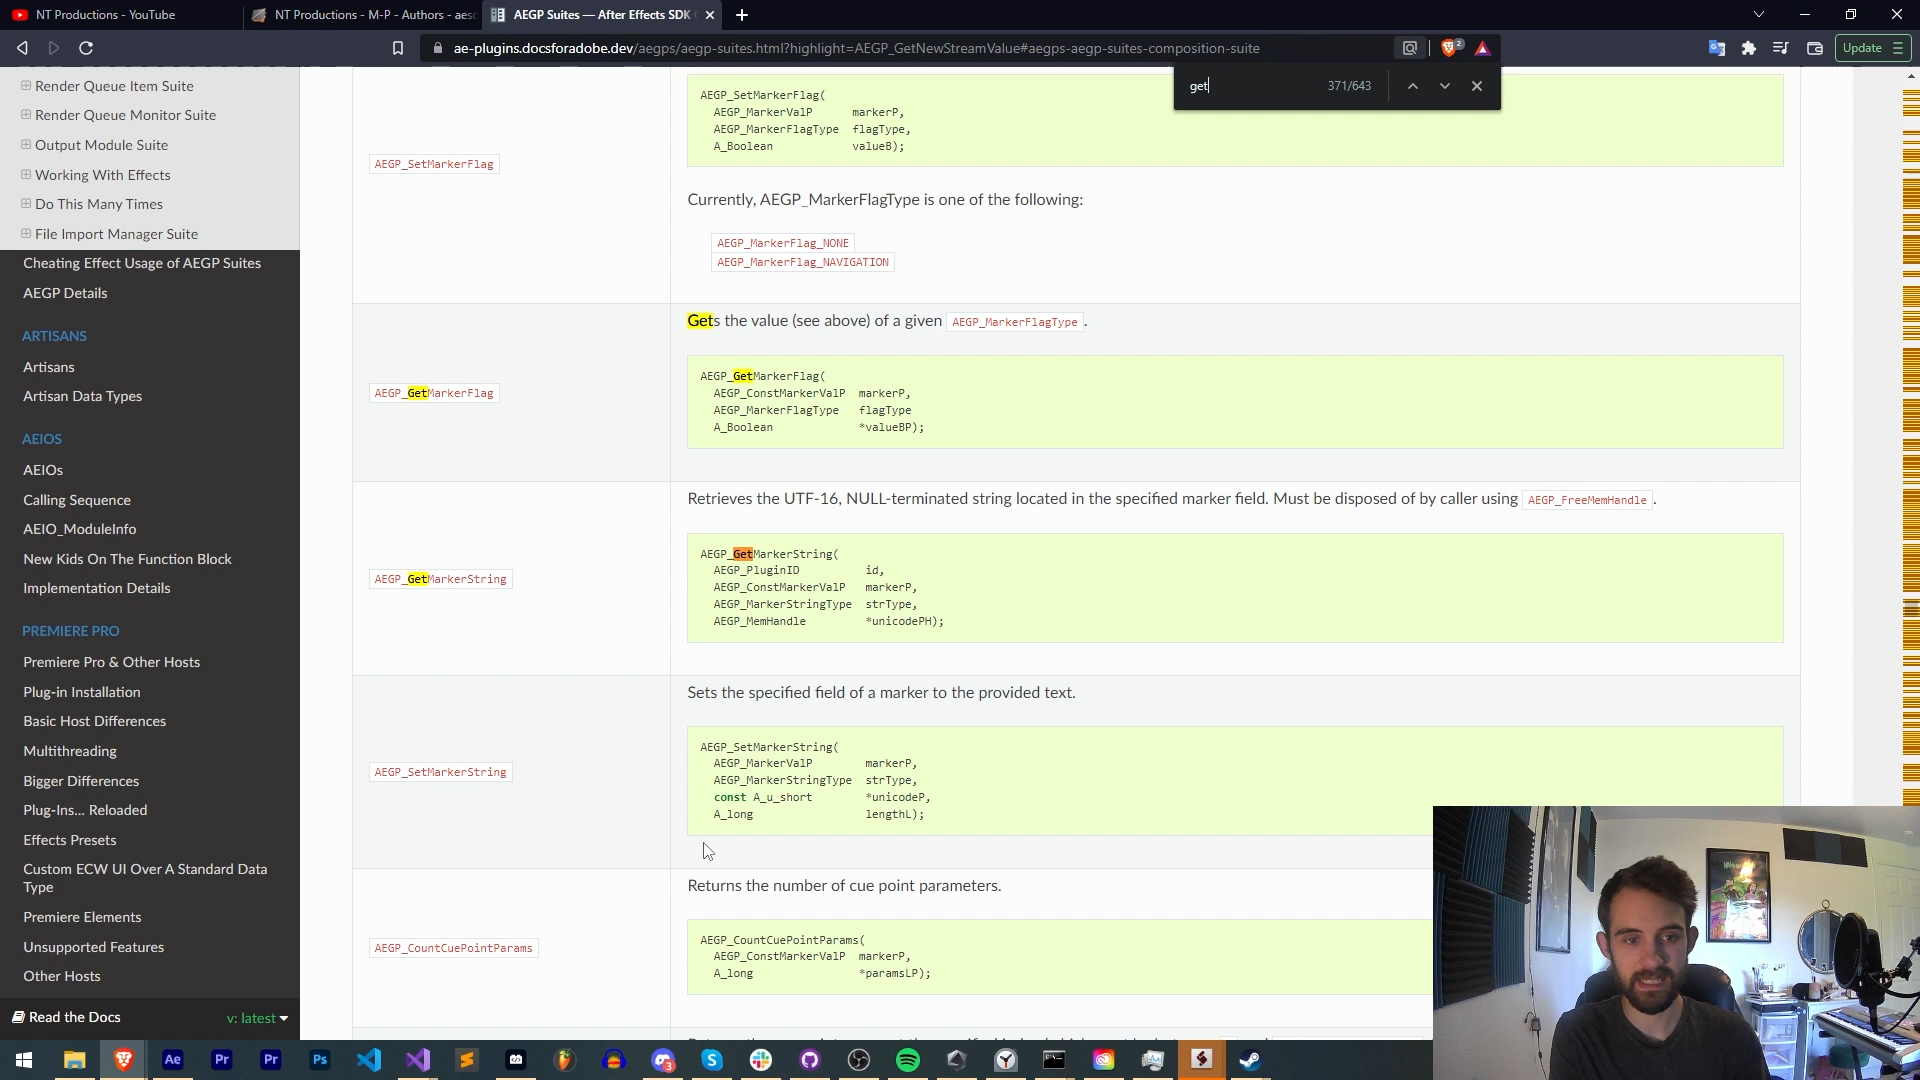 NT Productions - YouTube
NT Productions - M-P - Authors - aesc
AEGP Suites — After Effects SDK
ae-plugins.docsforadobe.dev/aegps/aegp-suites.html?highlight=AEGP_GetNewStreamValue#aegps-aegp-suites-composition-suite
2
Update
get
371/643
Render Queue Item Suite
Render Queue Monitor Suite
Output Module Suite
Working With Effects
Do This Many Times
File Import Manager Suite
Cheating Effect Usage of AEGP Suites
AEGP Details
ARTISANS
Artisans
Artisan Data Types
AEIOS
AEIOs
Calling Sequence
AEIO_ModuleInfo
New Kids On The Function Block
Implementation Details
PREMIERE PRO
Premiere Pro & Other Hosts
Plug-in Installation
Basic Host Differences
Multithreading
Bigger Differences
Plug-Ins... Reloaded
Effects Presets
Custom ECW UI Over A Standard Data
Type
Premiere Elements
Unsupported Features
Other Hosts
Read the Docs
v: latest
AEGP_SetMarkerFlag
AEGP_SetMarkerFlag(
AEGP_MarkerValP markerP,
AEGP_MarkerFlagType flagType,
A_Boolean valueB);
Currently, AEGP_MarkerFlagType is one of the following:
AEGP_MarkerFlag_NONE
AEGP_MarkerFlag_NAVIGATION
AEGP_GetMarkerFlag
Gets the value (see above) of a given AEGP_MarkerFlagType.
AEGP_GetMarkerFlag(
AEGP_ConstMarkerValP markerP,
AEGP_MarkerFlagType flagType
A_Boolean *valueBP);
AEGP_GetMarkerString
Retrieves the UTF-16, NULL-terminated string located in the specified marker field. Must be disposed of by caller using AEGP_FreeMemHandle.
AEGP_GetMarkerString(
AEGP_PluginID id,
AEGP_ConstMarkerValP markerP,
AEGP_MarkerStringType strType,
AEGP_MemHandle *unicodePH);
AEGP_SetMarkerString
Sets the specified field of a marker to the provided text.
AEGP_SetMarkerString(
AEGP_MarkerValP markerP,
AEGP_MarkerStringType strType,
const A_u_short *unicodeP,
A_long lengthL);
AEGP_CountCuePointParams
Returns the number of cue point parameters.
AEGP_CountCuePointParams(
AEGP_ConstMarkerValP markerP,
A_long *paramsLP);
Ae
Pr
Pr
Ps
3